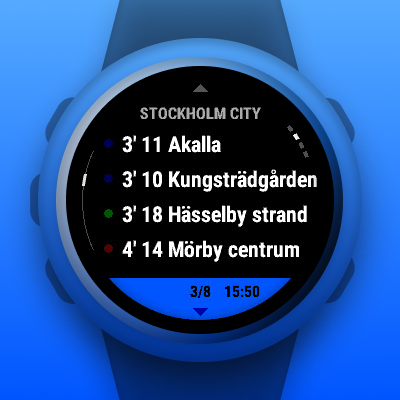 STOCKHOLM CITY
3' 11 Akalla
3' 10 Kungsträdgården
3' 18 Hässelby strand
4' 14 Mörby centrum
3/8 15:50